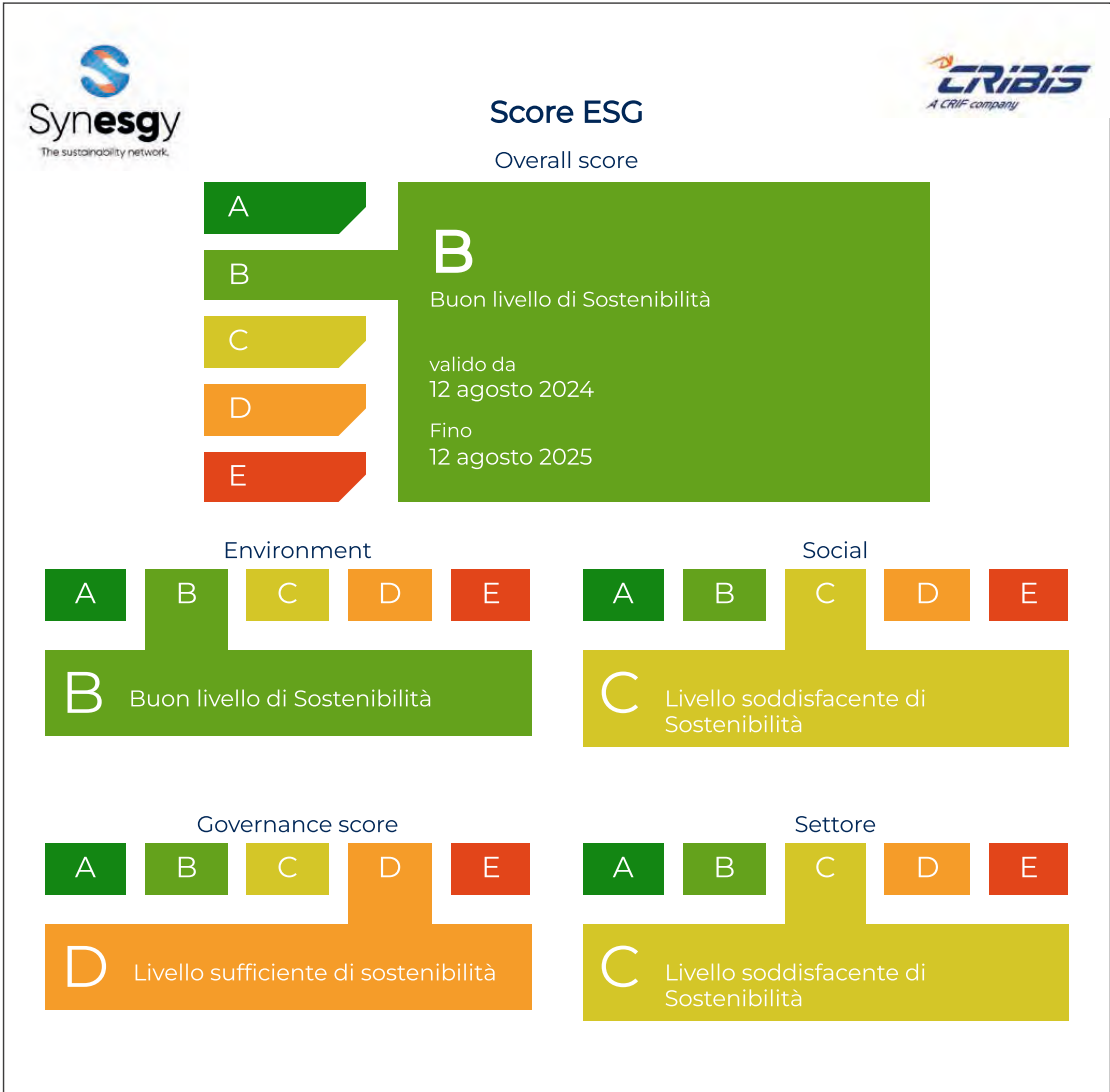 Synesgy
The sustainability network.
CRIBIS
A CRIF company
Score ESG
Overall score
A
B
C
D
E
B
Buon livello di Sostenibilità
valido da
12 agosto 2024
Fino
12 agosto 2025
Environment
A B C D E
B Buon livello di Sostenibilità
Social
A B C D E
C Livello soddisfacente di
Sostenibilità
Governance score
A B C D E
D Livello sufficiente di sostenibilità
Settore
A B C D E
C Livello soddisfacente di
Sostenibilità